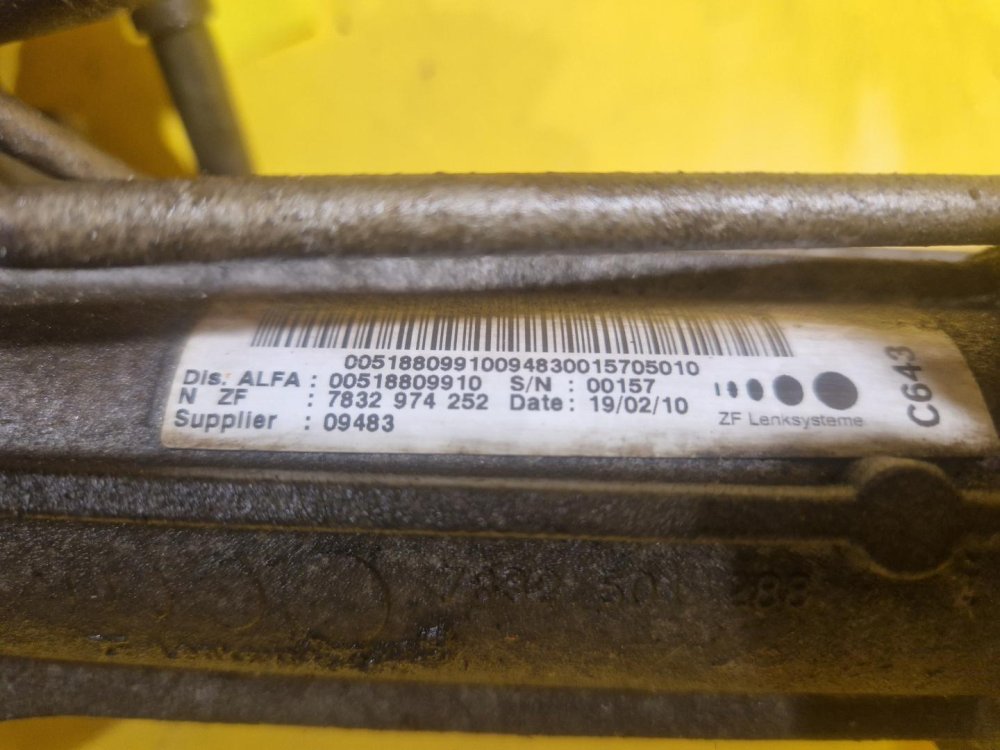 00518809910094830015705010
Dis. ALFA : 00518809910 S/N : 00157
N ZF : 7832 974 252 Date : 19/02/10
Supplier : 09483
ZF Lenksysteme
C643